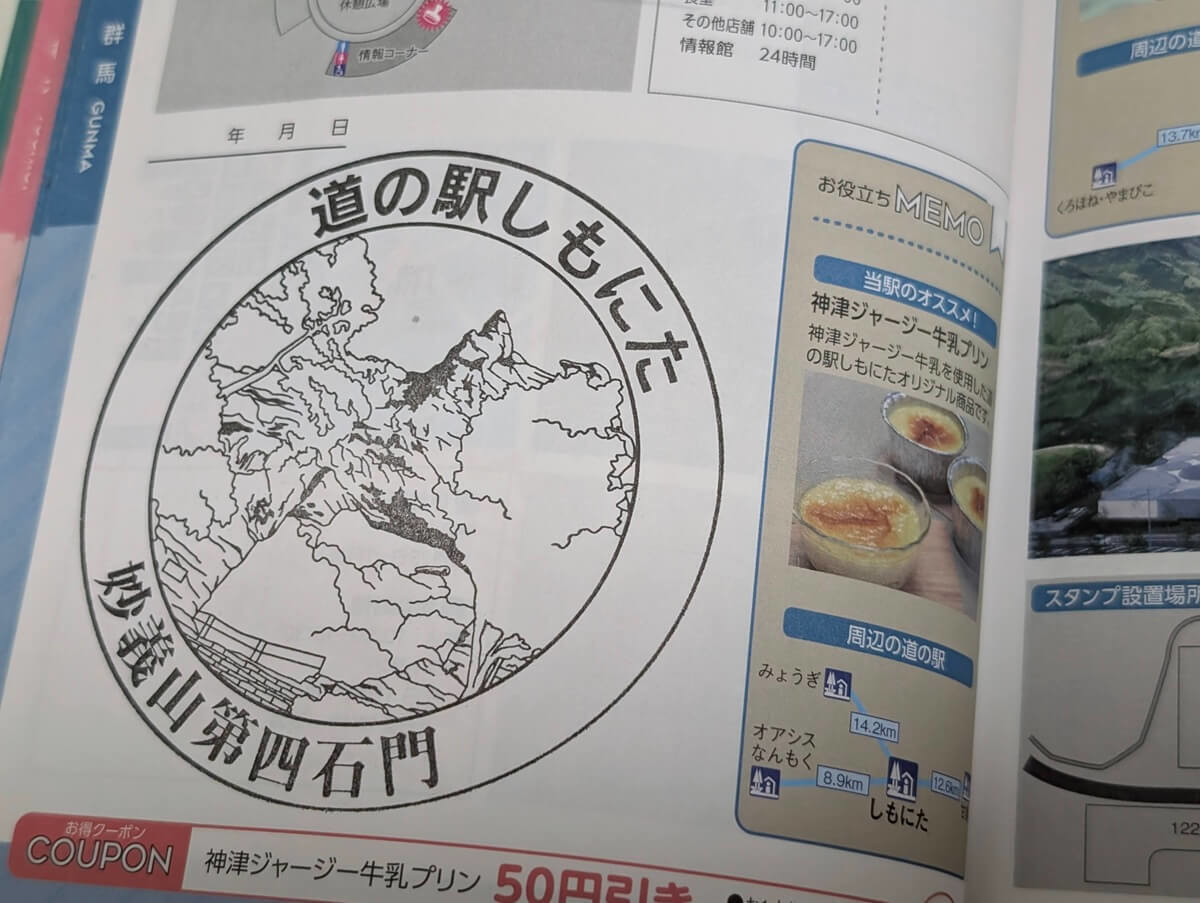 群馬 GUNMA
休憩広場
情報コーナー
11:00〜17:00
その他店舗 10:00〜17:00
情報館 24時間
年 月 日
道の駅しもにた
妙義山第四石門
お役立ちMEMO
当駅のオススメ!
神津ジャージー牛乳プリン
神津ジャージー牛乳を使用した道
の駅しもにたオリジナル商品です。
周辺の道の駅
みょうぎ
14.2km
オアシス
なんもく
8.9km
しもにた
12.6km
お得クーポン
COUPON
神津ジャージー牛乳プリン 50円引き
周辺の道
13.7km
くろほね・やまびこ
スタンプ設置場所
122